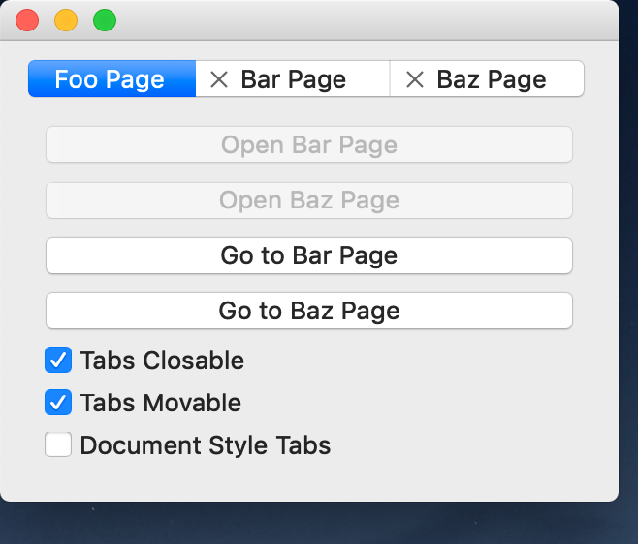 Foo Page Bar Page Baz Page
Open Bar Page
Open Baz Page
Go to Bar Page
Go to Baz Page
Tabs Closable
Tabs Movable
Document Style Tabs